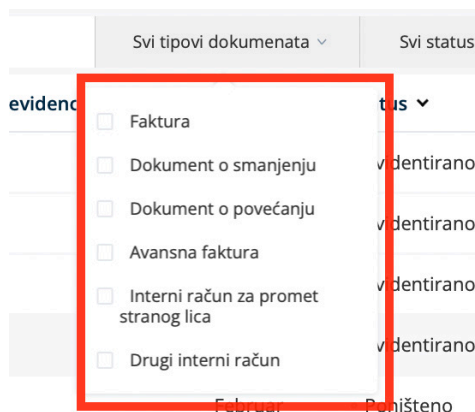 Svi tipovi dokumenata Svi status
evidenc tus
Faktura
Dokument o smanjenju videntirano
Dokument o povećanju videntirano
Avansna faktura
Interni račun za promet videntirano
stranog lica
Drugi interni račun videntirano
Februar Poništeno